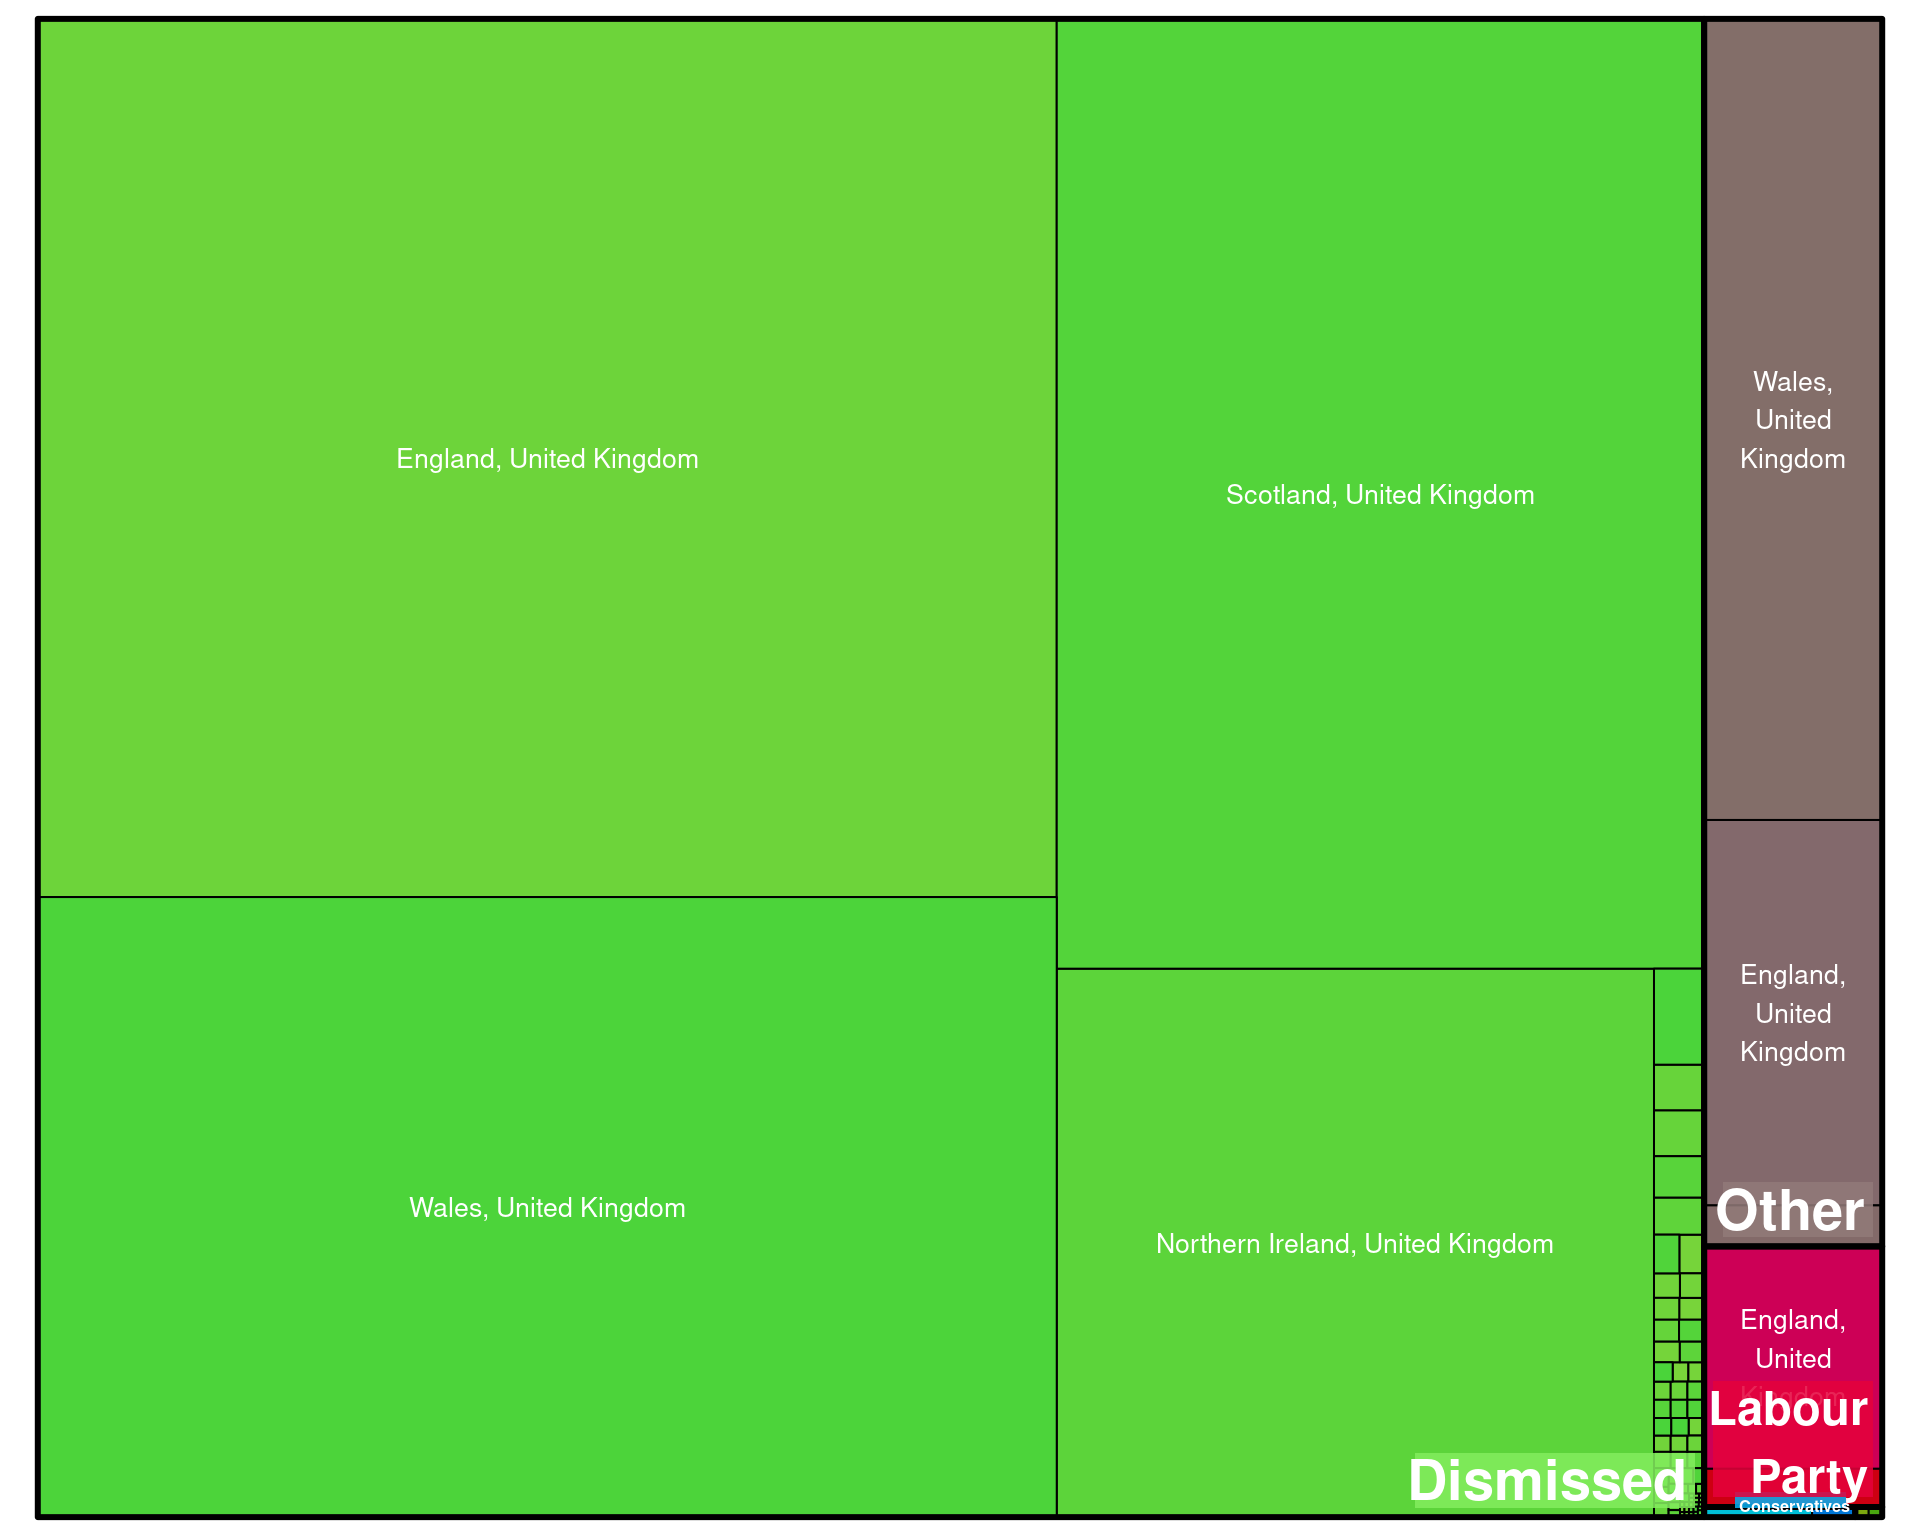 England, United Kingdom
Scotland, United Kingdom
Wales,
United
Kingdom
England,
United
Kingdom
Other
Wales, United Kingdom
Northern Ireland, United Kingdom
England,
United
Kingdom
Labour
Party
Dismissed
Conservatives